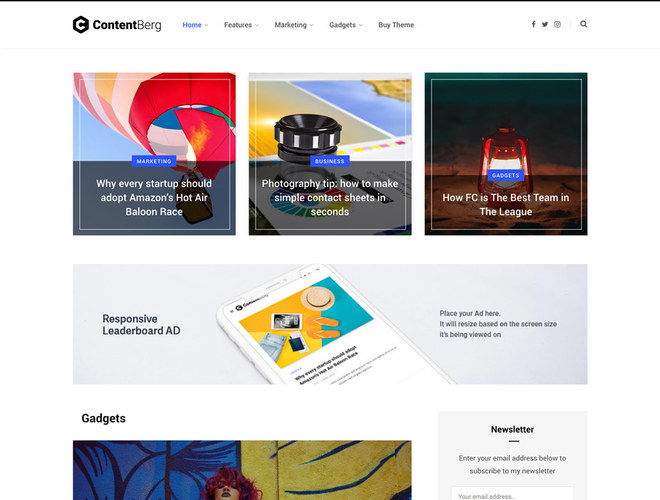 ContentBerg
Home Features Marketing Gadgets Buy Theme
MARKETING
Why every startup should
adopt Amazon's Hot Air
Baloon Race
BUSINESS
Photography tip: how to make
simple contact sheets in
seconds
GADGETS
How FC is The Best Team in
The League
Responsive
Leaderboard AD
ContentBerg
Why every startup should adopt
Amazon's Hot Air Baloon Race
Place your Ad here.
It will resize based on the screen size
it's being viewed on
Gadgets
Newsletter
Enter your email address below to
subscribe to my newsletter
Your email address..